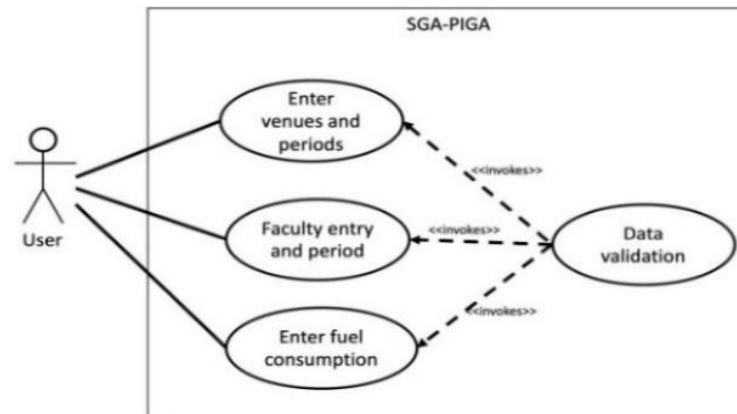 SGA-PIGA
Enter
venues and
periods
<<invokes>>
User
Faculty entry
and period
<<invokes>>
Data
validation
<<invokes>>
Enter fuel
consumption